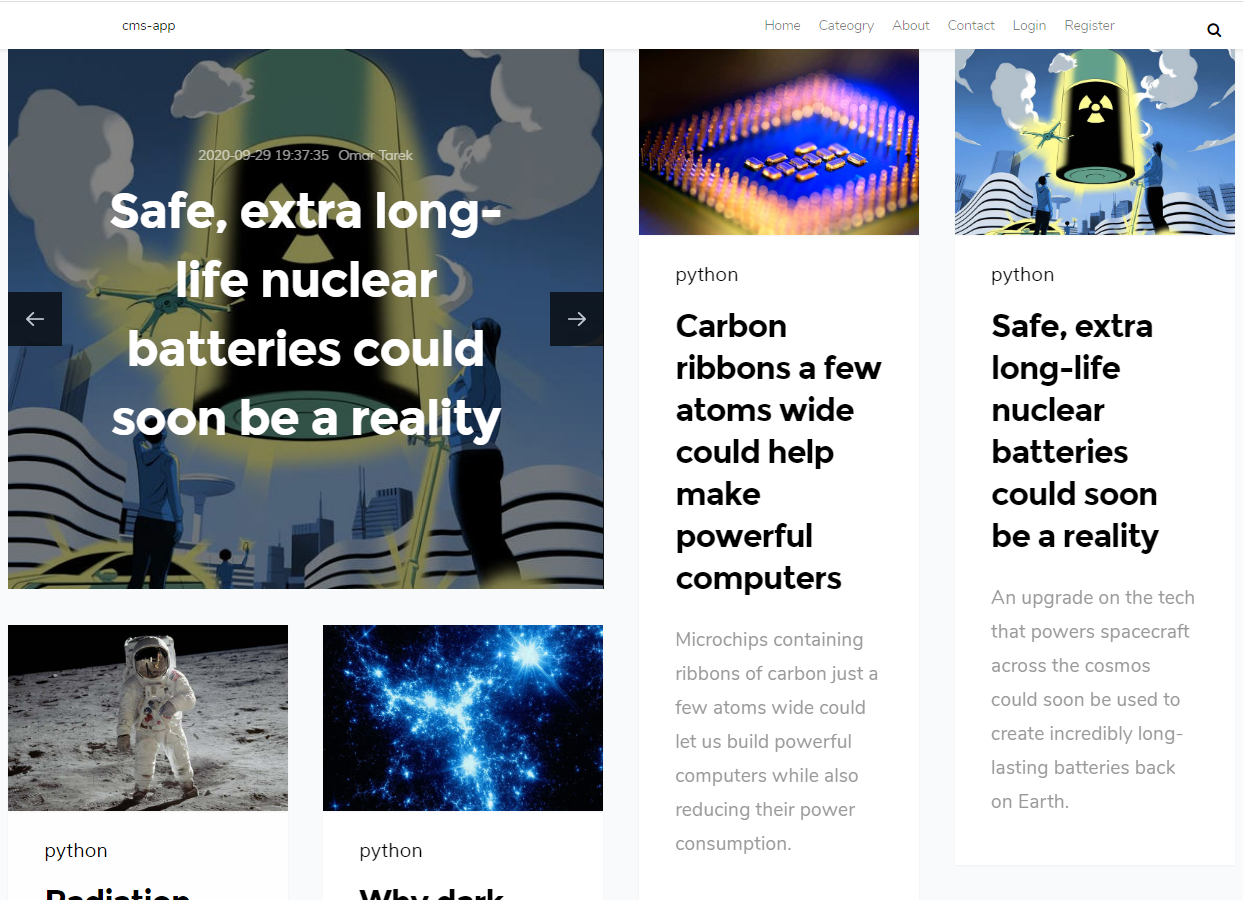 cms-app
Home Cateogry About Contact Login Register
2020-09-29 19:37:35 Omar Tarek
Safe, extra long-
life nuclear
batteries could
soon be a reality
python
Carbon
ribbons a few
atoms wide
could help
make
powerful
computers
Microchips containing
ribbons of carbon just a
few atoms wide could
let us build powerful
computers while also
reducing their power
consumption.
python
Safe, extra
long-life
nuclear
batteries
could soon
be a reality
An upgrade on the tech
that powers spacecraft
across the cosmos
could soon be used to
create incredibly long-
lasting batteries back
on Earth.
python
Radiation
python
Why dark